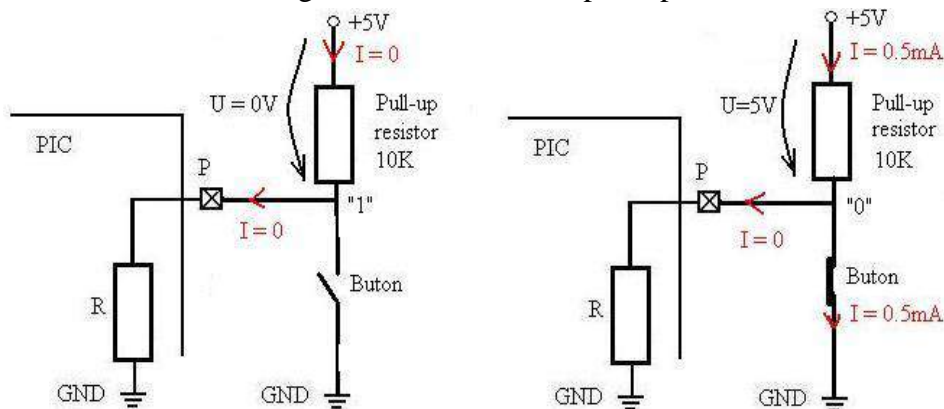 +5V
I = 0
U = 0V
Pull-up
resistor
10K
PIC
P
"1"
I = 0
Buton
R
GND
GND
+5V
I = 0.5mA
U=5V
Pull-up
resistor
10K
PIC
P
"0"
I = 0
Buton
I = 0.5mA
R
GND
GND